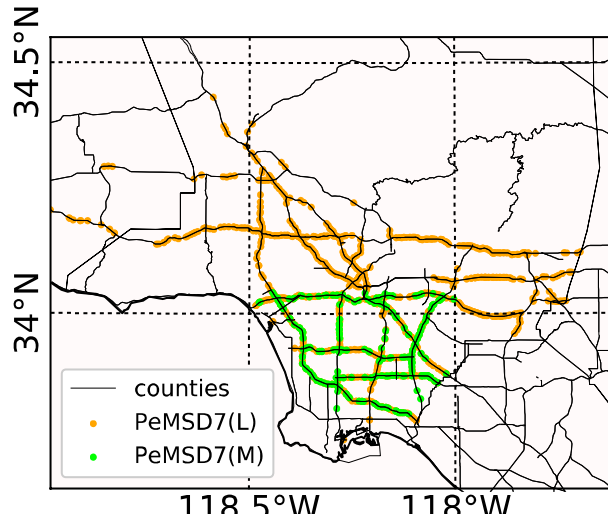 34.5°N
34°N
counties
PeMSD7(L)
PeMSD7(M)
118.5°W
118°W